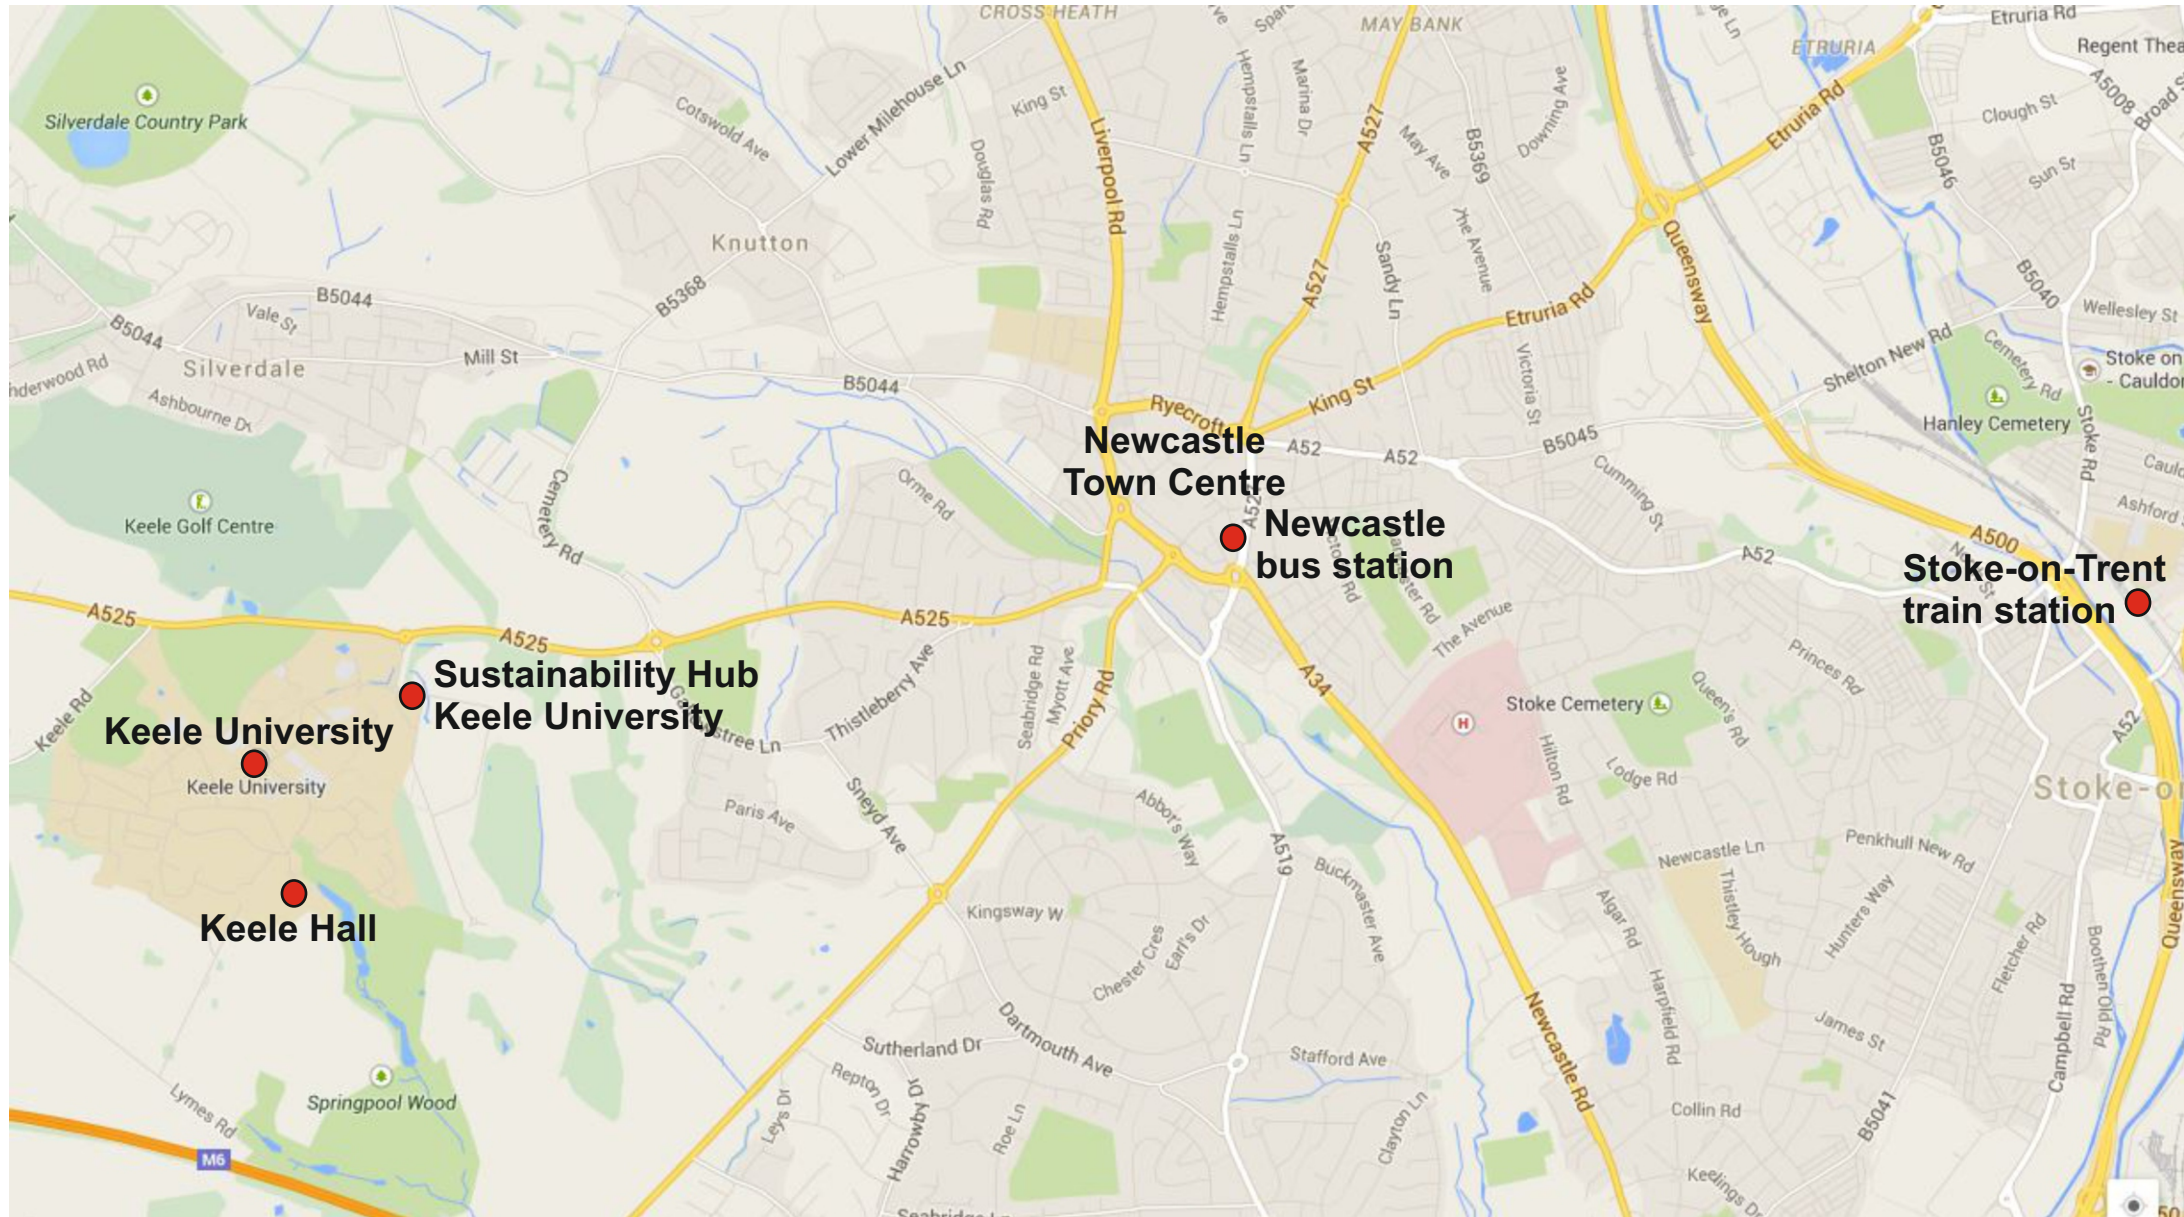 CROSS HEATH
MAY BANK
Etruria Rd
ETRURIA
Regent Thea
A5008
Broad S
Silverdale Country Park
Cotswold Ave
Lower Milehouse Ln
King St
Liverpool Rd
Hempstalls Ln
Marina Dr
A527
May Ave
B5369
Downing Ave
Etruria Rd
Clough St
B5046
Sun St
Douglas Rd
Knutton
Hempstalls Ln
A527
Sandy Ln
The Avenue
Queensway
B5040
Wellesley St
B5044
Vale St
B5044
B5368
Silverdale
Mill St
nderwood Rd
Ashbourne Dr
B5044
Etruria Rd
Victoria St
Shelton New Rd
Cemetery Rd
Stoke on
- Cauldon
Ryecroft
King St
Hanley Cemetery
Stoke Rd
Newcastle
Town Centre
A52
A52
B5045
Cumming St
Cauld
Orme Rd
Cemetery Rd
Keele Golf Centre
A527
Newcastle
bus station
Ashford
A500
A52
Stoke-on-Trent
train station
A525
A525
A525
The Avenue
Princes Rd
Sustainability Hub
Keele University
Keele Rd
Keele University
Keele University
Thistleberry Ave
Seabridge Rd
Myott Ave
Priory Rd
A34
H
Stoke Cemetery
Queen's Rd
A52
Hilton Rd
Lodge Rd
Stoke-o
Paris Ave
Sneyd Ave
Abbot's Way
A519
Buckmaster Ave
Newcastle Ln
Penkhull New Rd
Thistley Hough
Hunters Way
Algar Rd
Queensway
Keele Hall
Kingsway W
Chester Cres
Earl's Dr
Fletcher Rd
Boothen Old Rd
Harpfield Rd
Newcastle Rd
Campbell Rd
James St
Dartmouth Ave
Sutherland Dr
Stafford Ave
Repton Dr
Harrowby Dr
Springpool Wood
Lymes Rd
Leys Dr
Roe Ln
Clayton Ln
Collin Rd
B5041
M6
Keelings Dr
Seabridge Ln
50